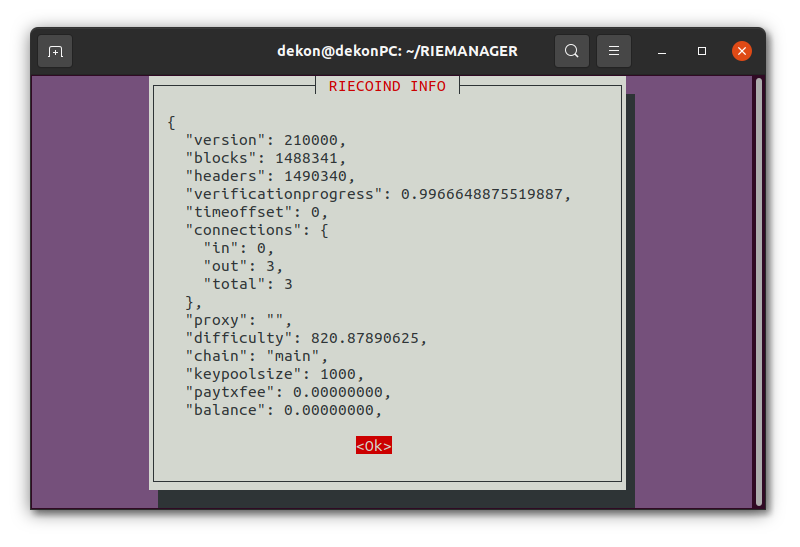 dekon@dekonPC: ~/RIEMANAGER
RIECOIND INFO
{
"version": 210000,
"blocks": 1488341,
"headers": 1490340,
"verificationprogress": 0.9966648875519887,
"timeoffset": 0,
"connections": {
"in": 0,
"out": 3,
"total": 3
},
"proxy": "",
"difficulty": 820.87890625,
"chain": "main",
"keypoolsize": 1000,
"paytxfee": 0.00000000,
"balance": 0.00000000,
<Ok>